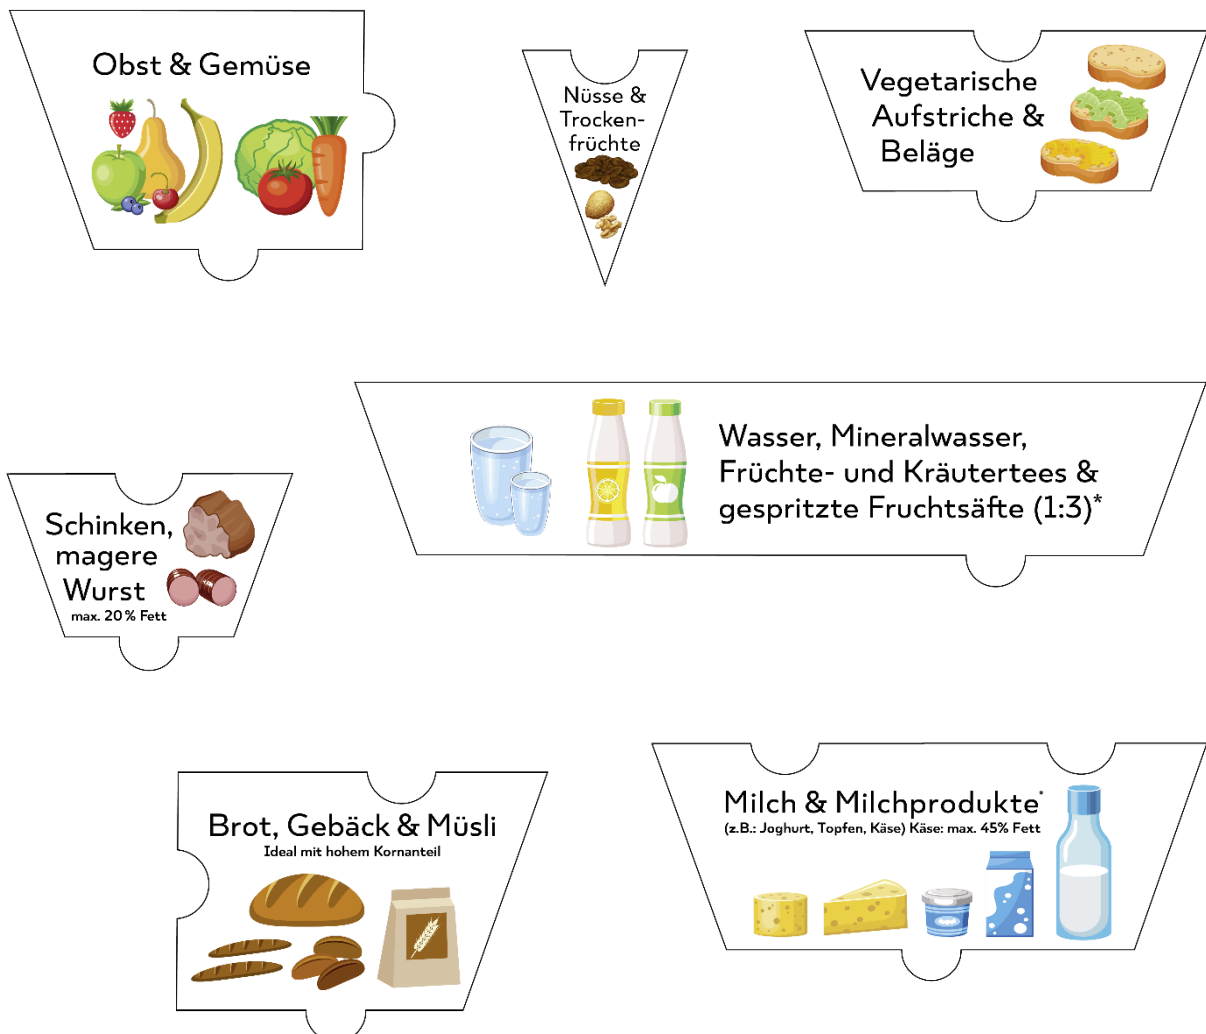 Obst & Gemüse
Nüsse &
Trocken-
früchte
Vegetarische
Aufstriche &
Beläge
Wasser, Mineralwasser,
Früchte- und Kräutertees &
gespritzte Fruchtsäfte (1:3)*
Schinken,
magere
Wurst
max. 20% Fett
Brot, Gebäck & Müsli
Ideal mit hohem Kornanteil
Milch & Milchprodukte*
(z.B.: Joghurt, Topfen, Käse) Käse: max. 45% Fett